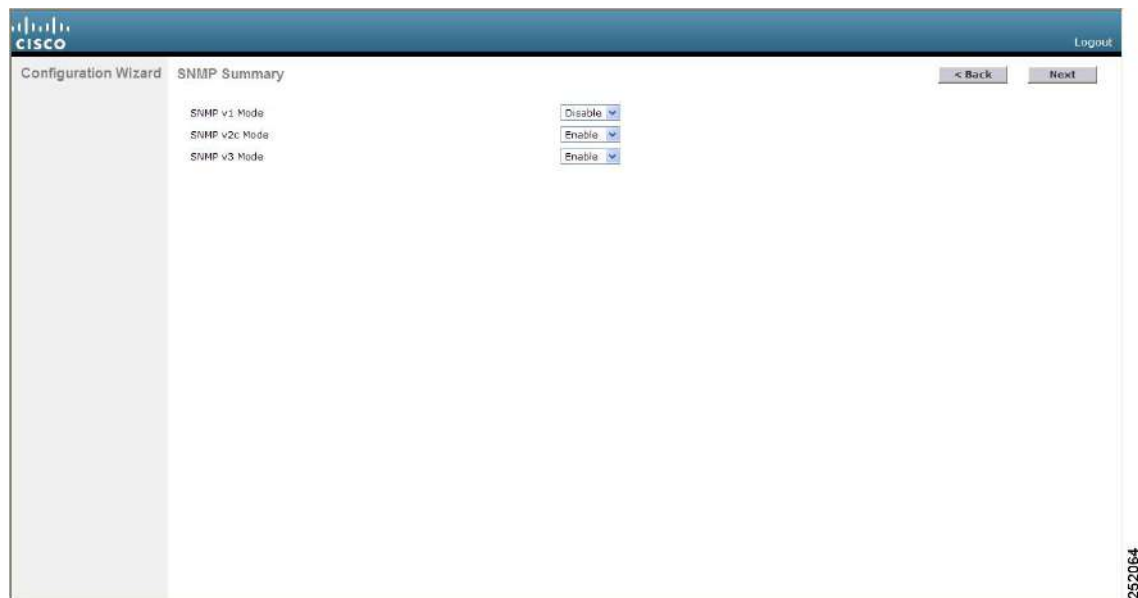 CISCO
Logout
Configuration Wizard
SNMP Summary
< Back
Next
SNMP v1 Mode
Disable
SNMP v2c Mode
Enable
SNMP v3 Mode
Enable
252064